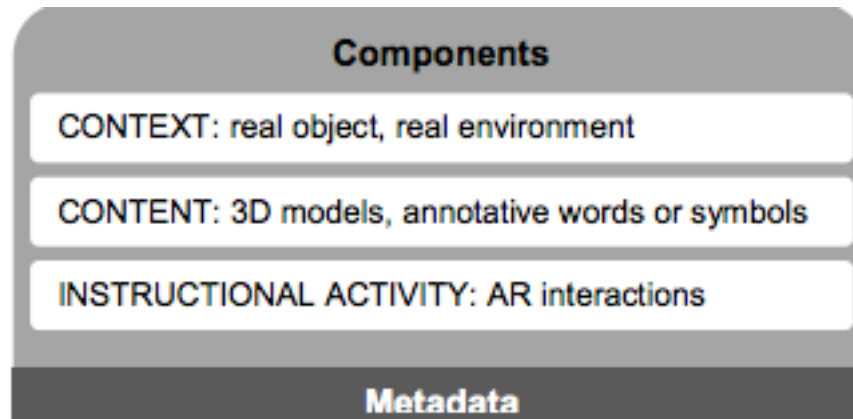 Components
CONTEXT: real object, real environment
CONTENT: 3D models, annotative words or symbols
INSTRUCTIONAL ACTIVITY: AR interactions
Metadata